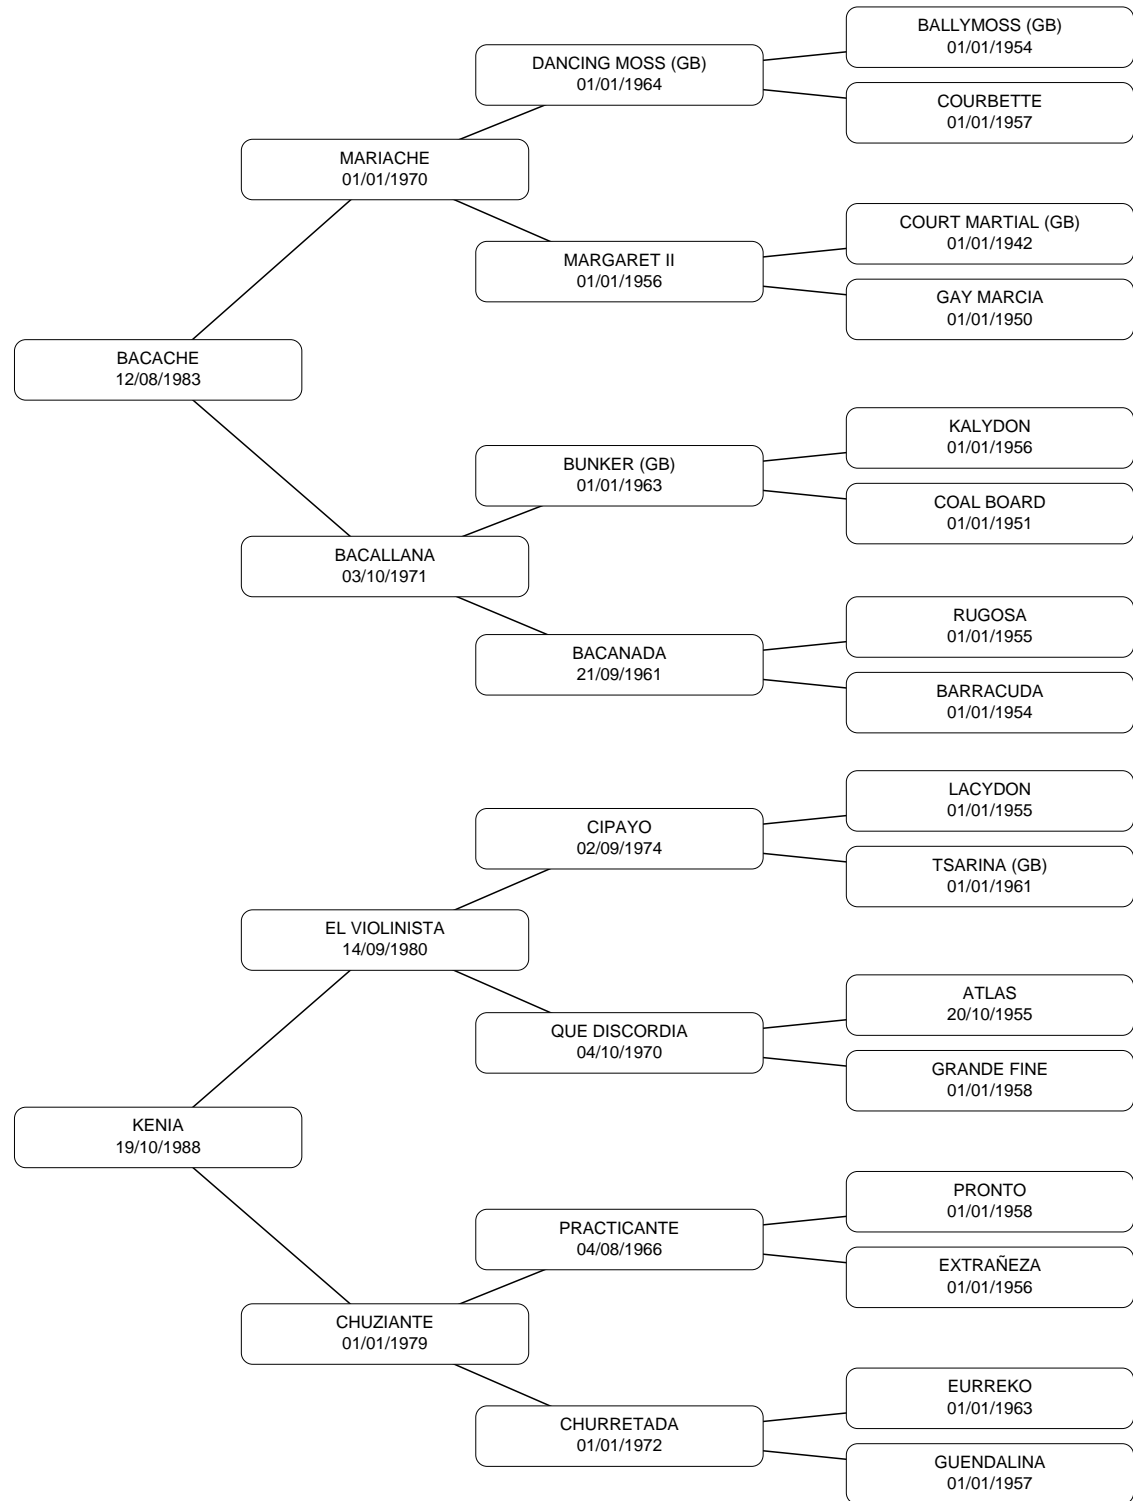 BALLYMOSS (GB)
01/01/1954
DANCING MOSS (GB)
01/01/1964
COURBETTE
01/01/1957
MARIACHE
01/01/1970
COURT MARTIAL (GB)
01/01/1942
MARGARET II
01/01/1956
GAY MARCIA
01/01/1950
BACACHE
12/08/1983
KALYDON
01/01/1956
BUNKER (GB)
01/01/1963
COAL BOARD
01/01/1951
BACALLANA
03/10/1971
RUGOSA
01/01/1955
BACANADA
21/09/1961
BARRACUDA
01/01/1954
LACYDON
01/01/1955
CIPAYO
02/09/1974
TSARINA (GB)
01/01/1961
EL VIOLINISTA
14/09/1980
ATLAS
20/10/1955
QUE DISCORDIA
04/10/1970
GRANDE FINE
01/01/1958
KENIA
19/10/1988
PRONTO
01/01/1958
PRACTICANTE
04/08/1966
EXTRAÑEZA
01/01/1956
CHUZIANTE
01/01/1979
EURREKO
01/01/1963
CHURRETADA
01/01/1972
GUENDALINA
01/01/1957